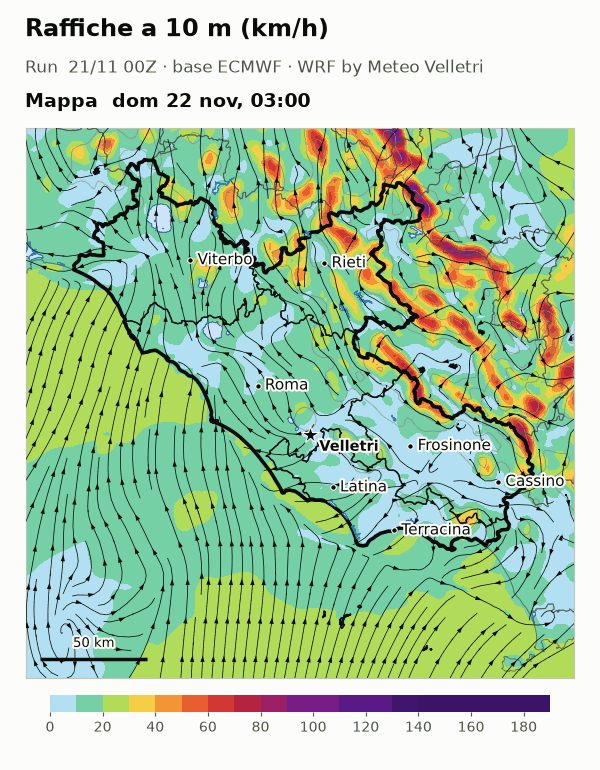 Raffiche a 10 m (km/h)
Run  21/11 00Z · base ECMWF · WRF by Meteo Velletri
Mappa  dom 22 nov, 03:00
Viterbo
Rieti
Roma
Velletri
Frosinone
Cassino
Latina
Terracina
50 km
0 20 40 60 80 100 120 140 160 180